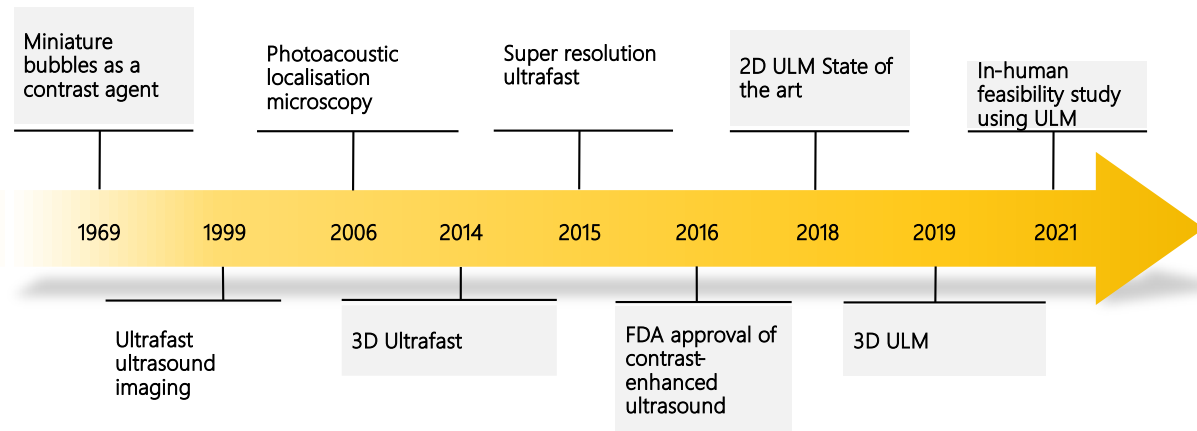 Miniature
bubbles as a
contrast agent
Photoacoustic
localisation
microscopy
Super resolution
ultrafast
2D ULM State of
the art
In-human
feasibility study
using ULM
1969 1999 2006 2014 2015 2016 2018 2019 2021
Ultrafast
ultrasound
imaging
3D Ultrafast
FDA approval of
contrast-
enhanced
ultrasound
3D ULM